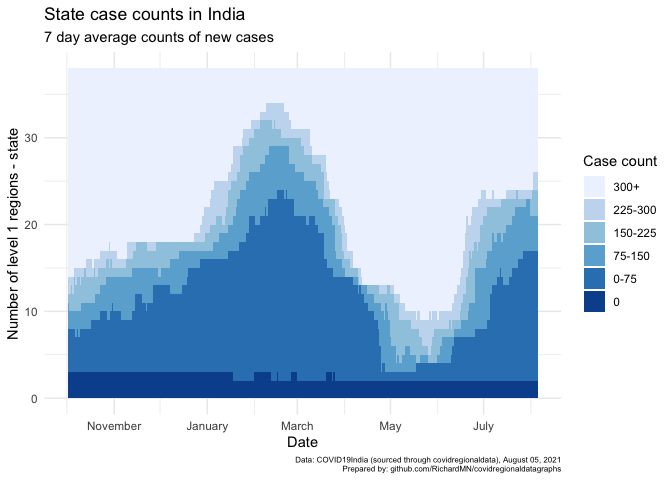 State case counts in India
7 day average counts of new cases
Number of level 1 regions - state
30
20
10
0
November January March May July
Date
Case count
300+
225-300
150-225
75-150
0-75
0
Data: COVID19India (sourced through covidregionaldata), August 05, 2021
Prepared by: github.com/RichardMN/covidregionaldatagraphs